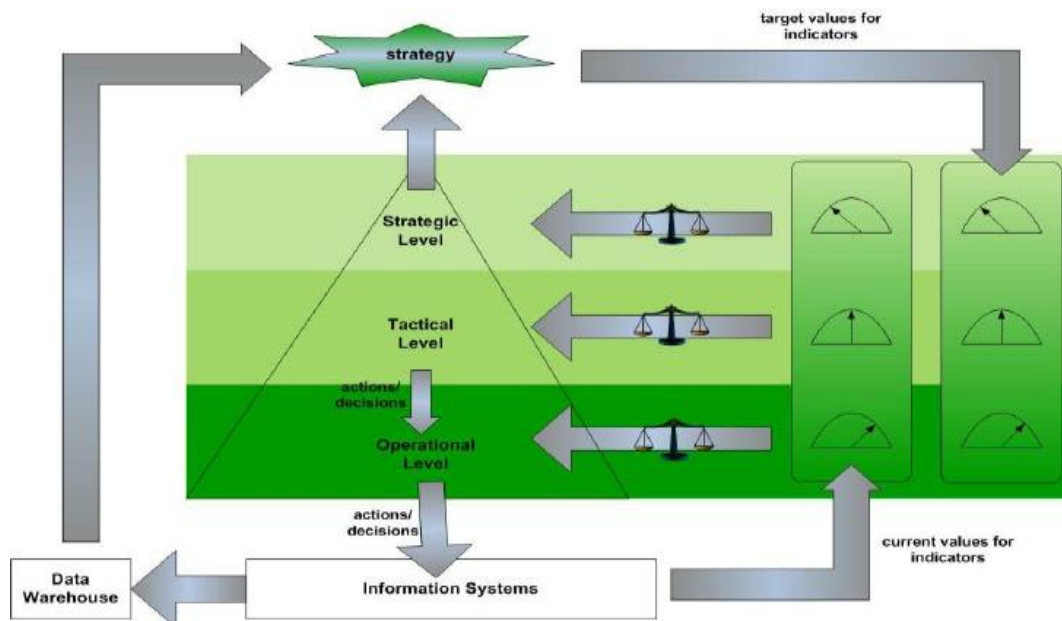 target values for
indicators
strategy
Strategic
Level
Tactical
Level
actions/
decisions
Operational
Level
actions/
decisions
current values for
indicators
Data
Warehouse
Information Systems